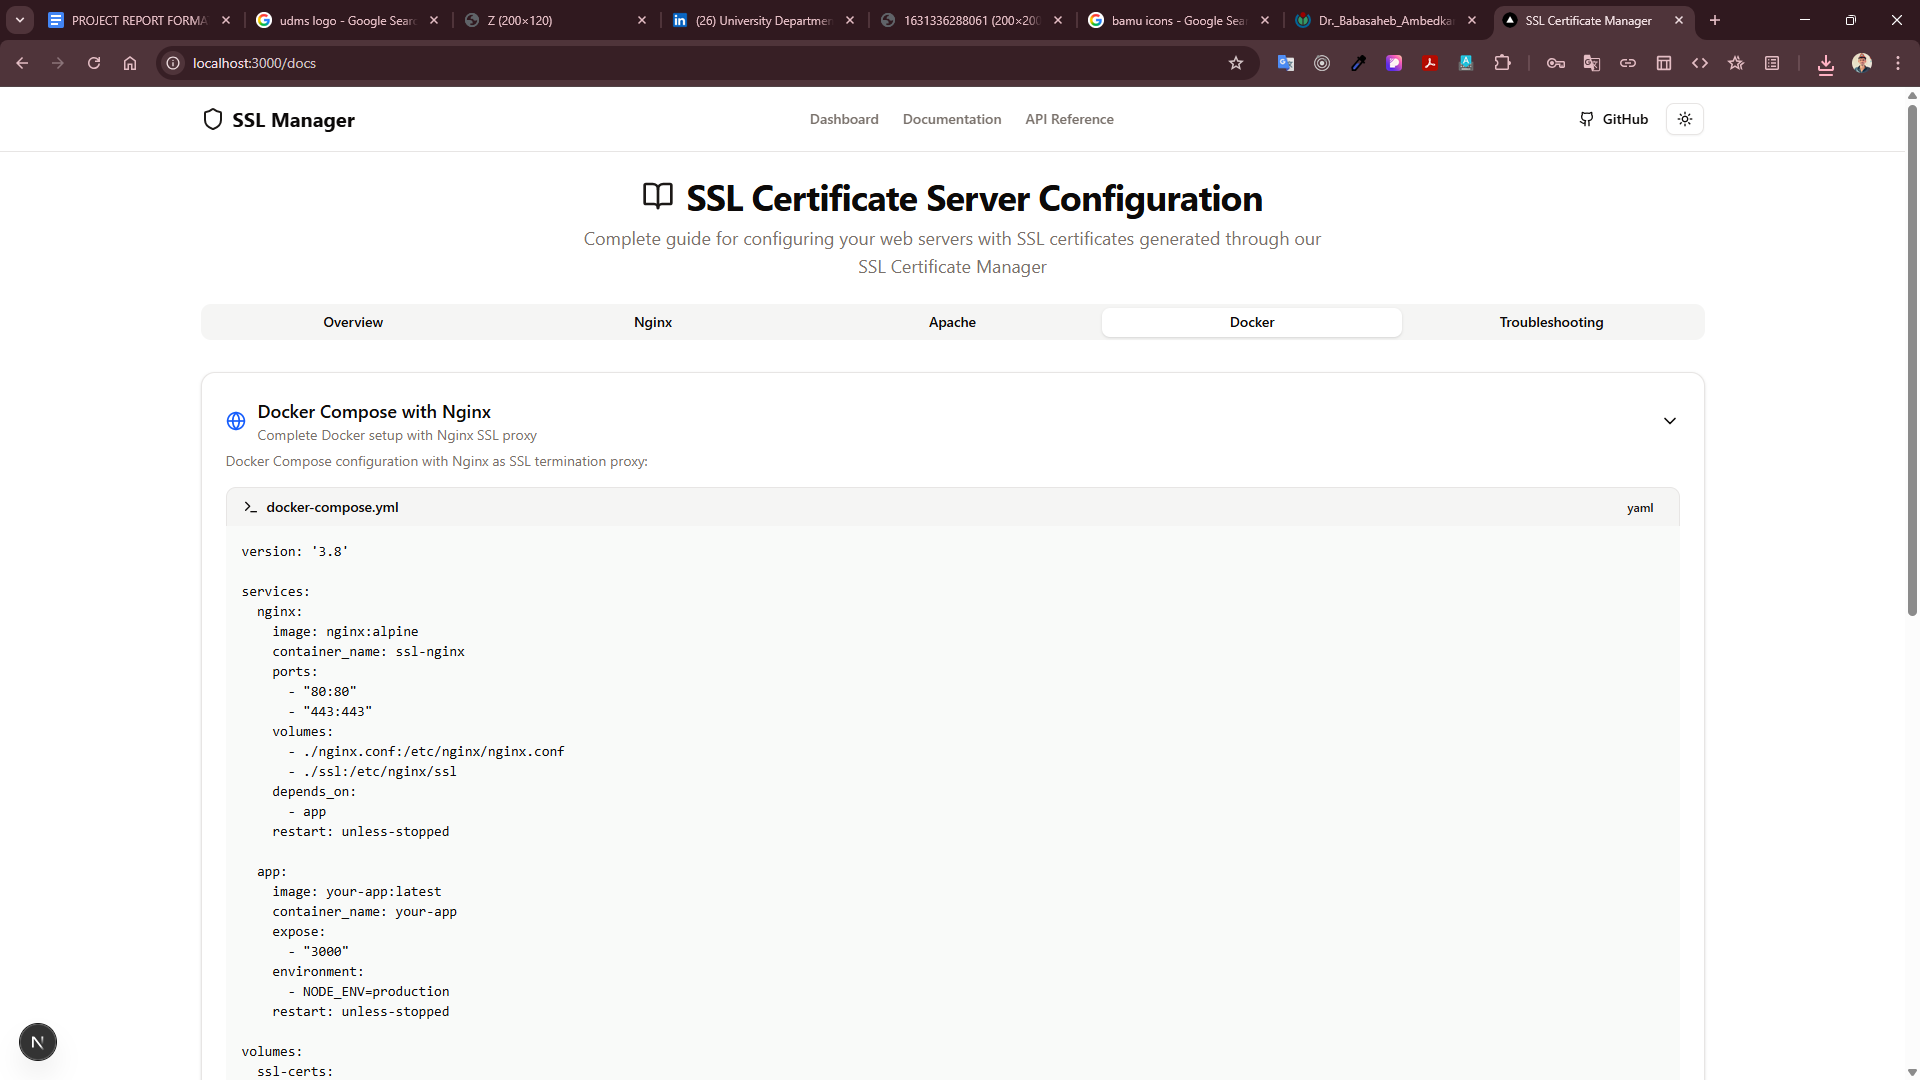 PROJECT REPORT FORMA
udms logo - Google Sear
Z (200×120)
(26) University Departmen
1631336288061 (200×200
bamu icons - Google Sea
Dr._Babasaheb_Ambedka
SSL Certificate Manager
localhost:3000/docs
SSL Manager
Dashboard
Documentation
API Reference
GitHub
SSL Certificate Server Configuration
Complete guide for configuring your web servers with SSL certificates generated through our
SSL Certificate Manager
Overview
Nginx
Apache
Docker
Troubleshooting
Docker Compose with Nginx
Complete Docker setup with Nginx SSL proxy
Docker Compose configuration with Nginx as SSL termination proxy:
docker-compose.yml
yaml
version: '3.8'
services:
  nginx:
    image: nginx:alpine
    container_name: ssl-nginx
    ports:
      - "80:80"
      - "443:443"
    volumes:
      - ./nginx.conf:/etc/nginx/nginx.conf
      - ./ssl:/etc/nginx/ssl
    depends_on:
      - app
    restart: unless-stopped
  app:
    image: your-app:latest
    container_name: your-app
    expose:
      - "3000"
    environment:
      - NODE_ENV=production
    restart: unless-stopped
volumes:
  ssl-certs: